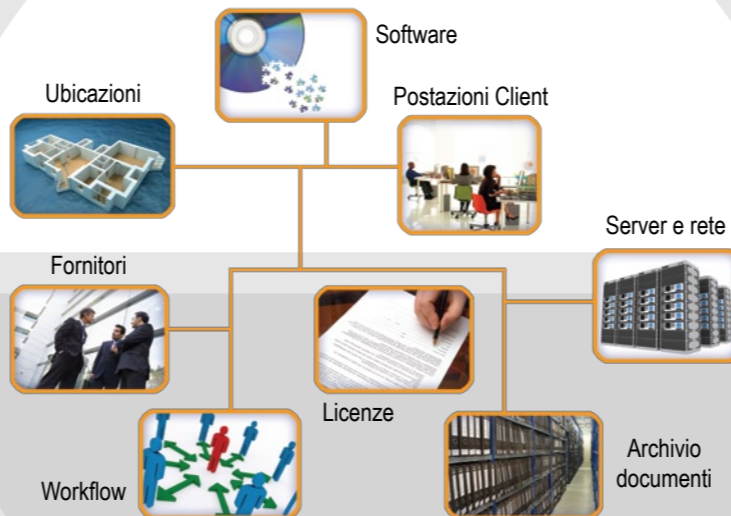 Software
Ubicazioni
Postazioni Client
Server e rete
Fornitori
Licenze
Workflow
Archivio
documenti